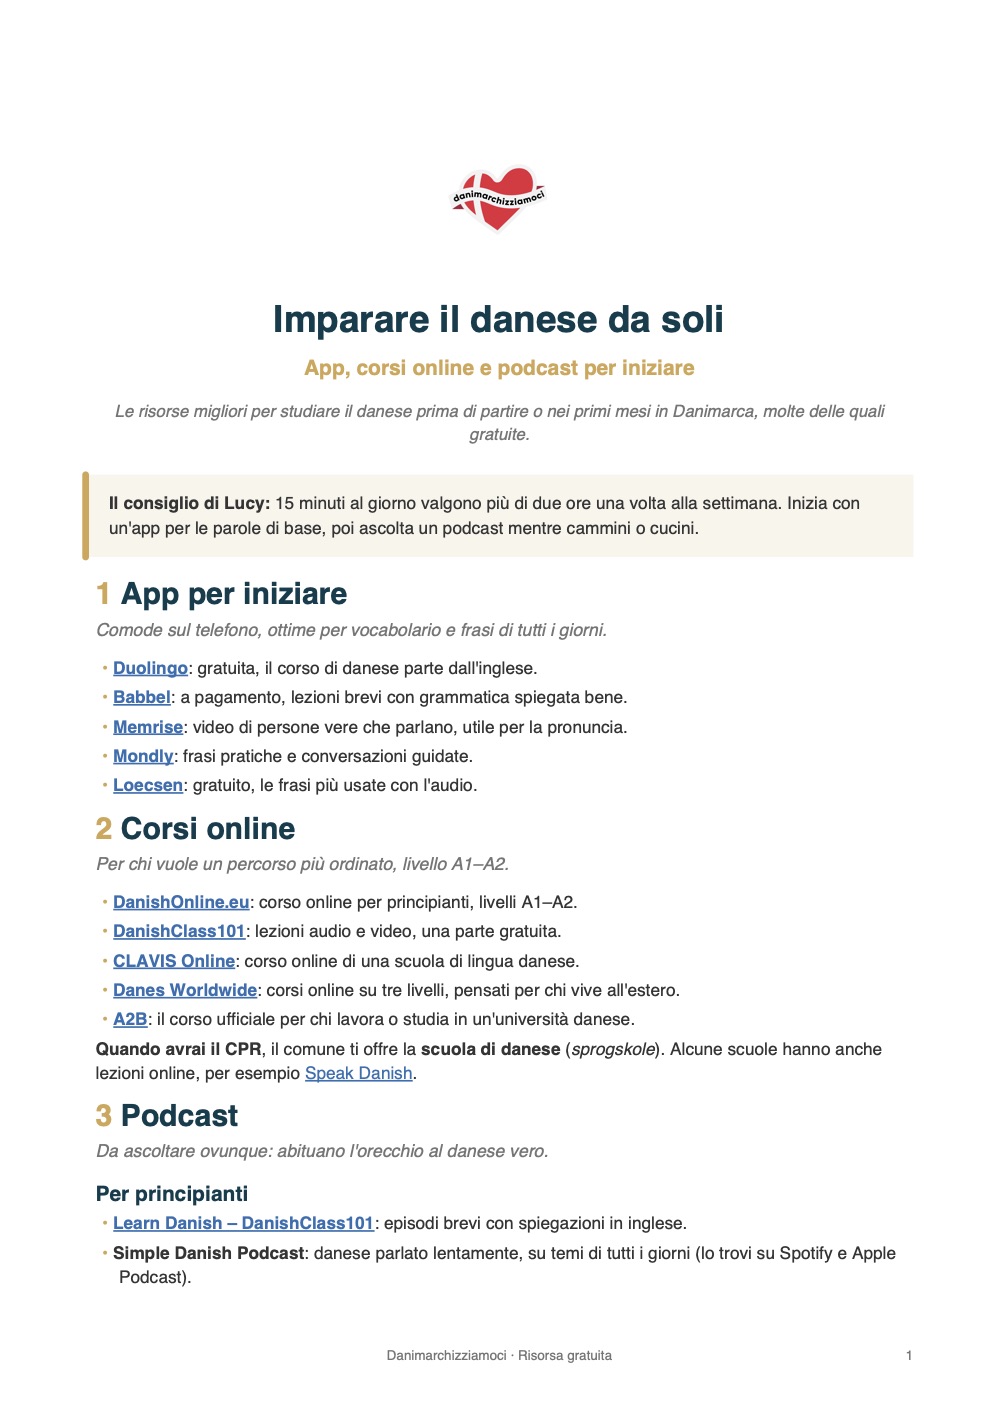 danimarchizziamoci
Imparare il danese da soli
App, corsi online e podcast per iniziare
Le risorse migliori per studiare il danese prima di partire o nei primi mesi in Danimarca, molte delle quali
gratuite.
Il consiglio di Lucy: 15 minuti al giorno valgono più di due ore una volta alla settimana. Inizia con
un'app per le parole di base, poi ascolta un podcast mentre cammini o cucini.
1 App per iniziare
Comode sul telefono, ottime per vocabolario e frasi di tutti i giorni.
• Duolingo: gratuita, il corso di danese parte dall'inglese.
• Babbel: a pagamento, lezioni brevi con grammatica spiegata bene.
• Memrise: video di persone vere che parlano, utile per la pronuncia.
• Mondly: frasi pratiche e conversazioni guidate.
• Loecsen: gratuito, le frasi più usate con l'audio.
2 Corsi online
Per chi vuole un percorso più ordinato, livello A1–A2.
• DanishOnline.eu: corso online per principianti, livelli A1–A2.
• DanishClass101: lezioni audio e video, una parte gratuita.
• CLAVIS Online: corso online di una scuola di lingua danese.
• Danes Worldwide: corsi online su tre livelli, pensati per chi vive all'estero.
• A2B: il corso ufficiale per chi lavora o studia in un'università danese.
Quando avrai il CPR, il comune ti offre la scuola di danese (sprogskole). Alcune scuole hanno anche
lezioni online, per esempio Speak Danish.
3 Podcast
Da ascoltare ovunque: abituano l'orecchio al danese vero.
Per principianti
• Learn Danish – DanishClass101: episodi brevi con spiegazioni in inglese.
• Simple Danish Podcast: danese parlato lentamente, su temi di tutti i giorni (lo trovi su Spotify e Apple
Podcast).
Danimarchizziamoci · Risorsa gratuita
1